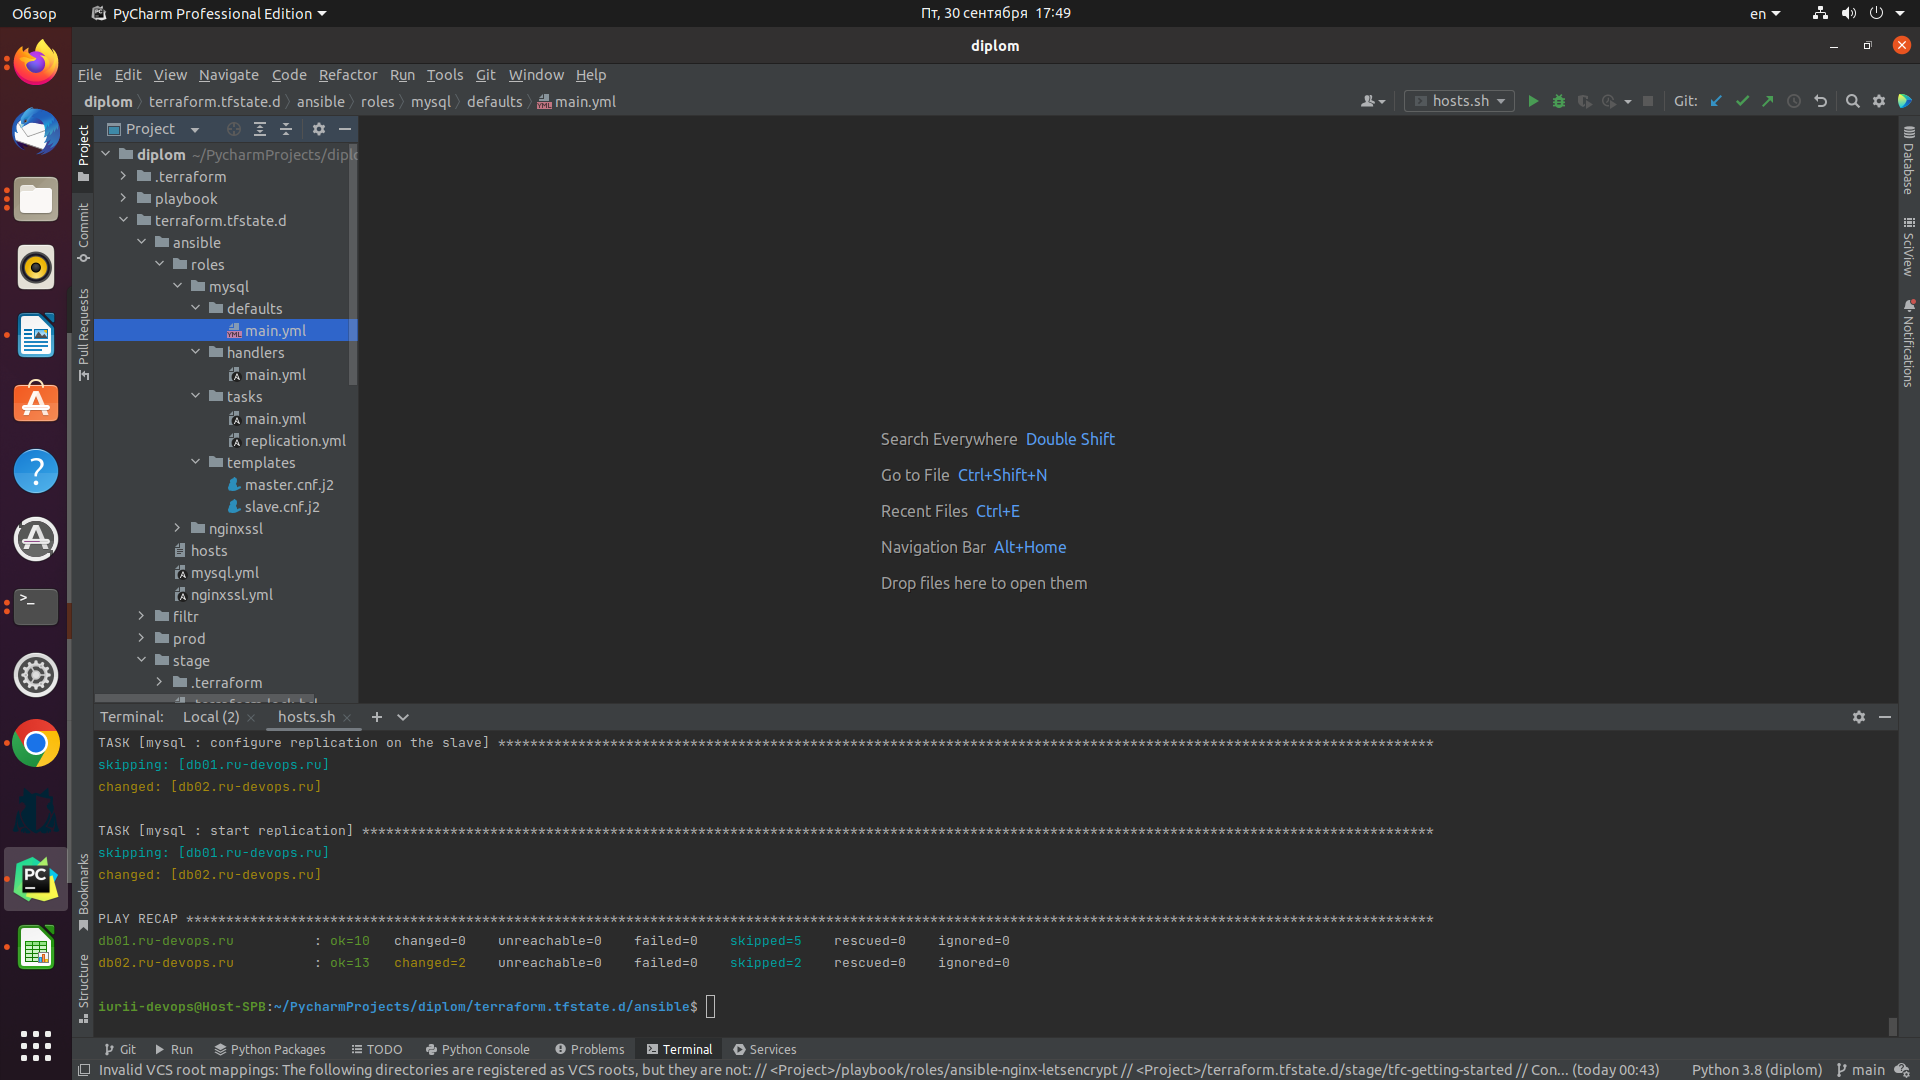 Обзор
PyCharm Professional Edition
Пт, 30 сентября 17:49
en
diplom
File Edit View Navigate Code Refactor Run Tools Git Window Help
diplom terraform.tfstate.d ansible roles mysql defaults main.yml
hosts.sh
Git:
Project
Commit
Pull Requests
Bookmarks
Structure
Project
diplom ~/PycharmProjects/diplo
.terraform
playbook
terraform.tfstate.d
ansible
roles
mysql
defaults
main.yml
handlers
main.yml
tasks
main.yml
replication.yml
templates
master.cnf.j2
slave.cnf.j2
nginxssl
hosts
mysql.yml
nginxssl.yml
filtr
prod
stage
.terraform
Search Everywhere Double Shift
Go to File Ctrl+Shift+N
Recent Files Ctrl+E
Navigation Bar Alt+Home
Drop files here to open them
Database
SciView
Notifications
Terminal: Local (2) hosts.sh
TASK [mysql : configure replication on the slave] *********************************************************************************************************************
skipping: [db01.ru-devops.ru]
changed: [db02.ru-devops.ru]
TASK [mysql : start replication] **************************************************************************************************************************************
skipping: [db01.ru-devops.ru]
changed: [db02.ru-devops.ru]
PLAY RECAP ************************************************************************************************************************************************************
db01.ru-devops.ru : ok=10 changed=0 unreachable=0 failed=0 skipped=5 rescued=0 ignored=0
db02.ru-devops.ru : ok=13 changed=2 unreachable=0 failed=0 skipped=2 rescued=0 ignored=0
iurii-devops@Host-SPB:~/PycharmProjects/diplom/terraform.tfstate.d/ansible$
Git Run Python Packages TODO Python Console Problems Terminal Services
Invalid VCS root mappings: The following directories are registered as VCS roots, but they are not: // <Project>/playbook/roles/ansible-nginx-letsencrypt // <Project>/terraform.tfstate.d/stage/tfc-getting-started // Con... (today 00:43) Python 3.8 (diplom) main